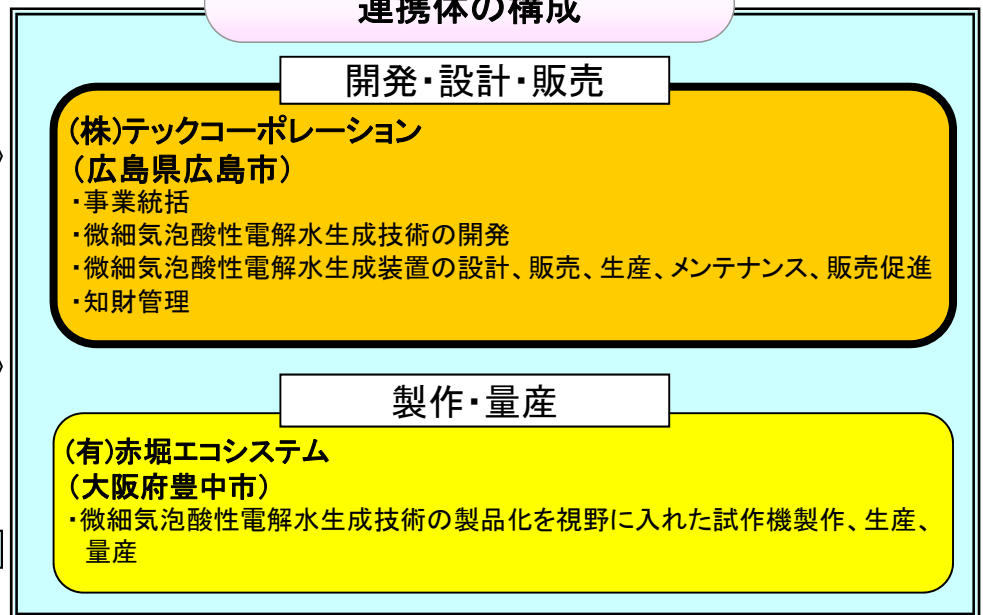 連携体の構成
開発・設計・販売
(株)テックコーポレーション
(広島県広島市)
・事業統括
・微細気泡酸性電解水生成技術の開発
・微細気泡酸性電解水生成装置の設計、販売、生産、メンテナンス、販売促進
・知財管理
製作・量産
(有)赤堀エコシステム
(大阪府豊中市)
・微細気泡酸性電解水生成技術の製品化を視野に入れた試作機製作、生産、
量産